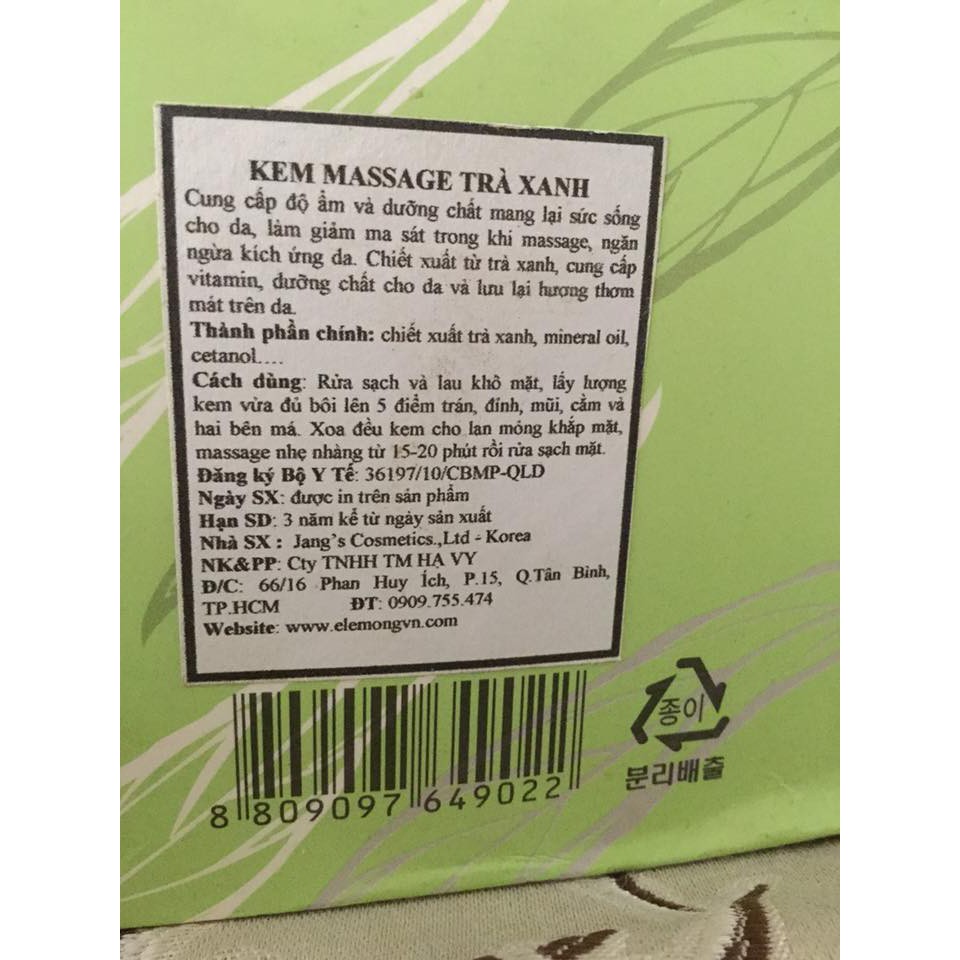 KEM MASSAGE TRÀ XANH
Cung cấp độ ẩm và dưỡng chất mang lại sức sống
cho da, làm giảm ma sát trong khi massage, ngăn
ngừa kích ứng da. Chiết xuất từ trà xanh, cung cấp
vitamin, dưỡng chất cho da và lưu lại hương thơm
mát trên da.
Thành phần chính: chiết xuất trà xanh, mineral oil,
cetanol....
Cách dùng: Rửa sạch và lau khô mặt, lấy lượng
kem vừa đủ bôi lên 5 điểm trán, đỉnh, mũi, cằm và
hai bên má. Xoa đều kem cho lan mỏng khắp mặt,
massage nhẹ nhàng từ 15-20 phút rồi rửa sạch mặt.
Đăng ký Bộ Y Tế: 36197/10/CBMP-QLD
Ngày SX: được in trên sản phẩm
Hạn SD: 3 năm kể từ ngày sản xuất
Nhà SX : Jang's Cosmetics.,Ltd - Korea
NK&PP: Cty TNHH TM HẠ VY
Đ/C: 66/16 Phan Huy Ích, P.15, Q.Tân Bình,
TP.HCM ĐT: 0909.755.474
Website: www.elemongvn.com
종이
분리배출
8 809097 649022